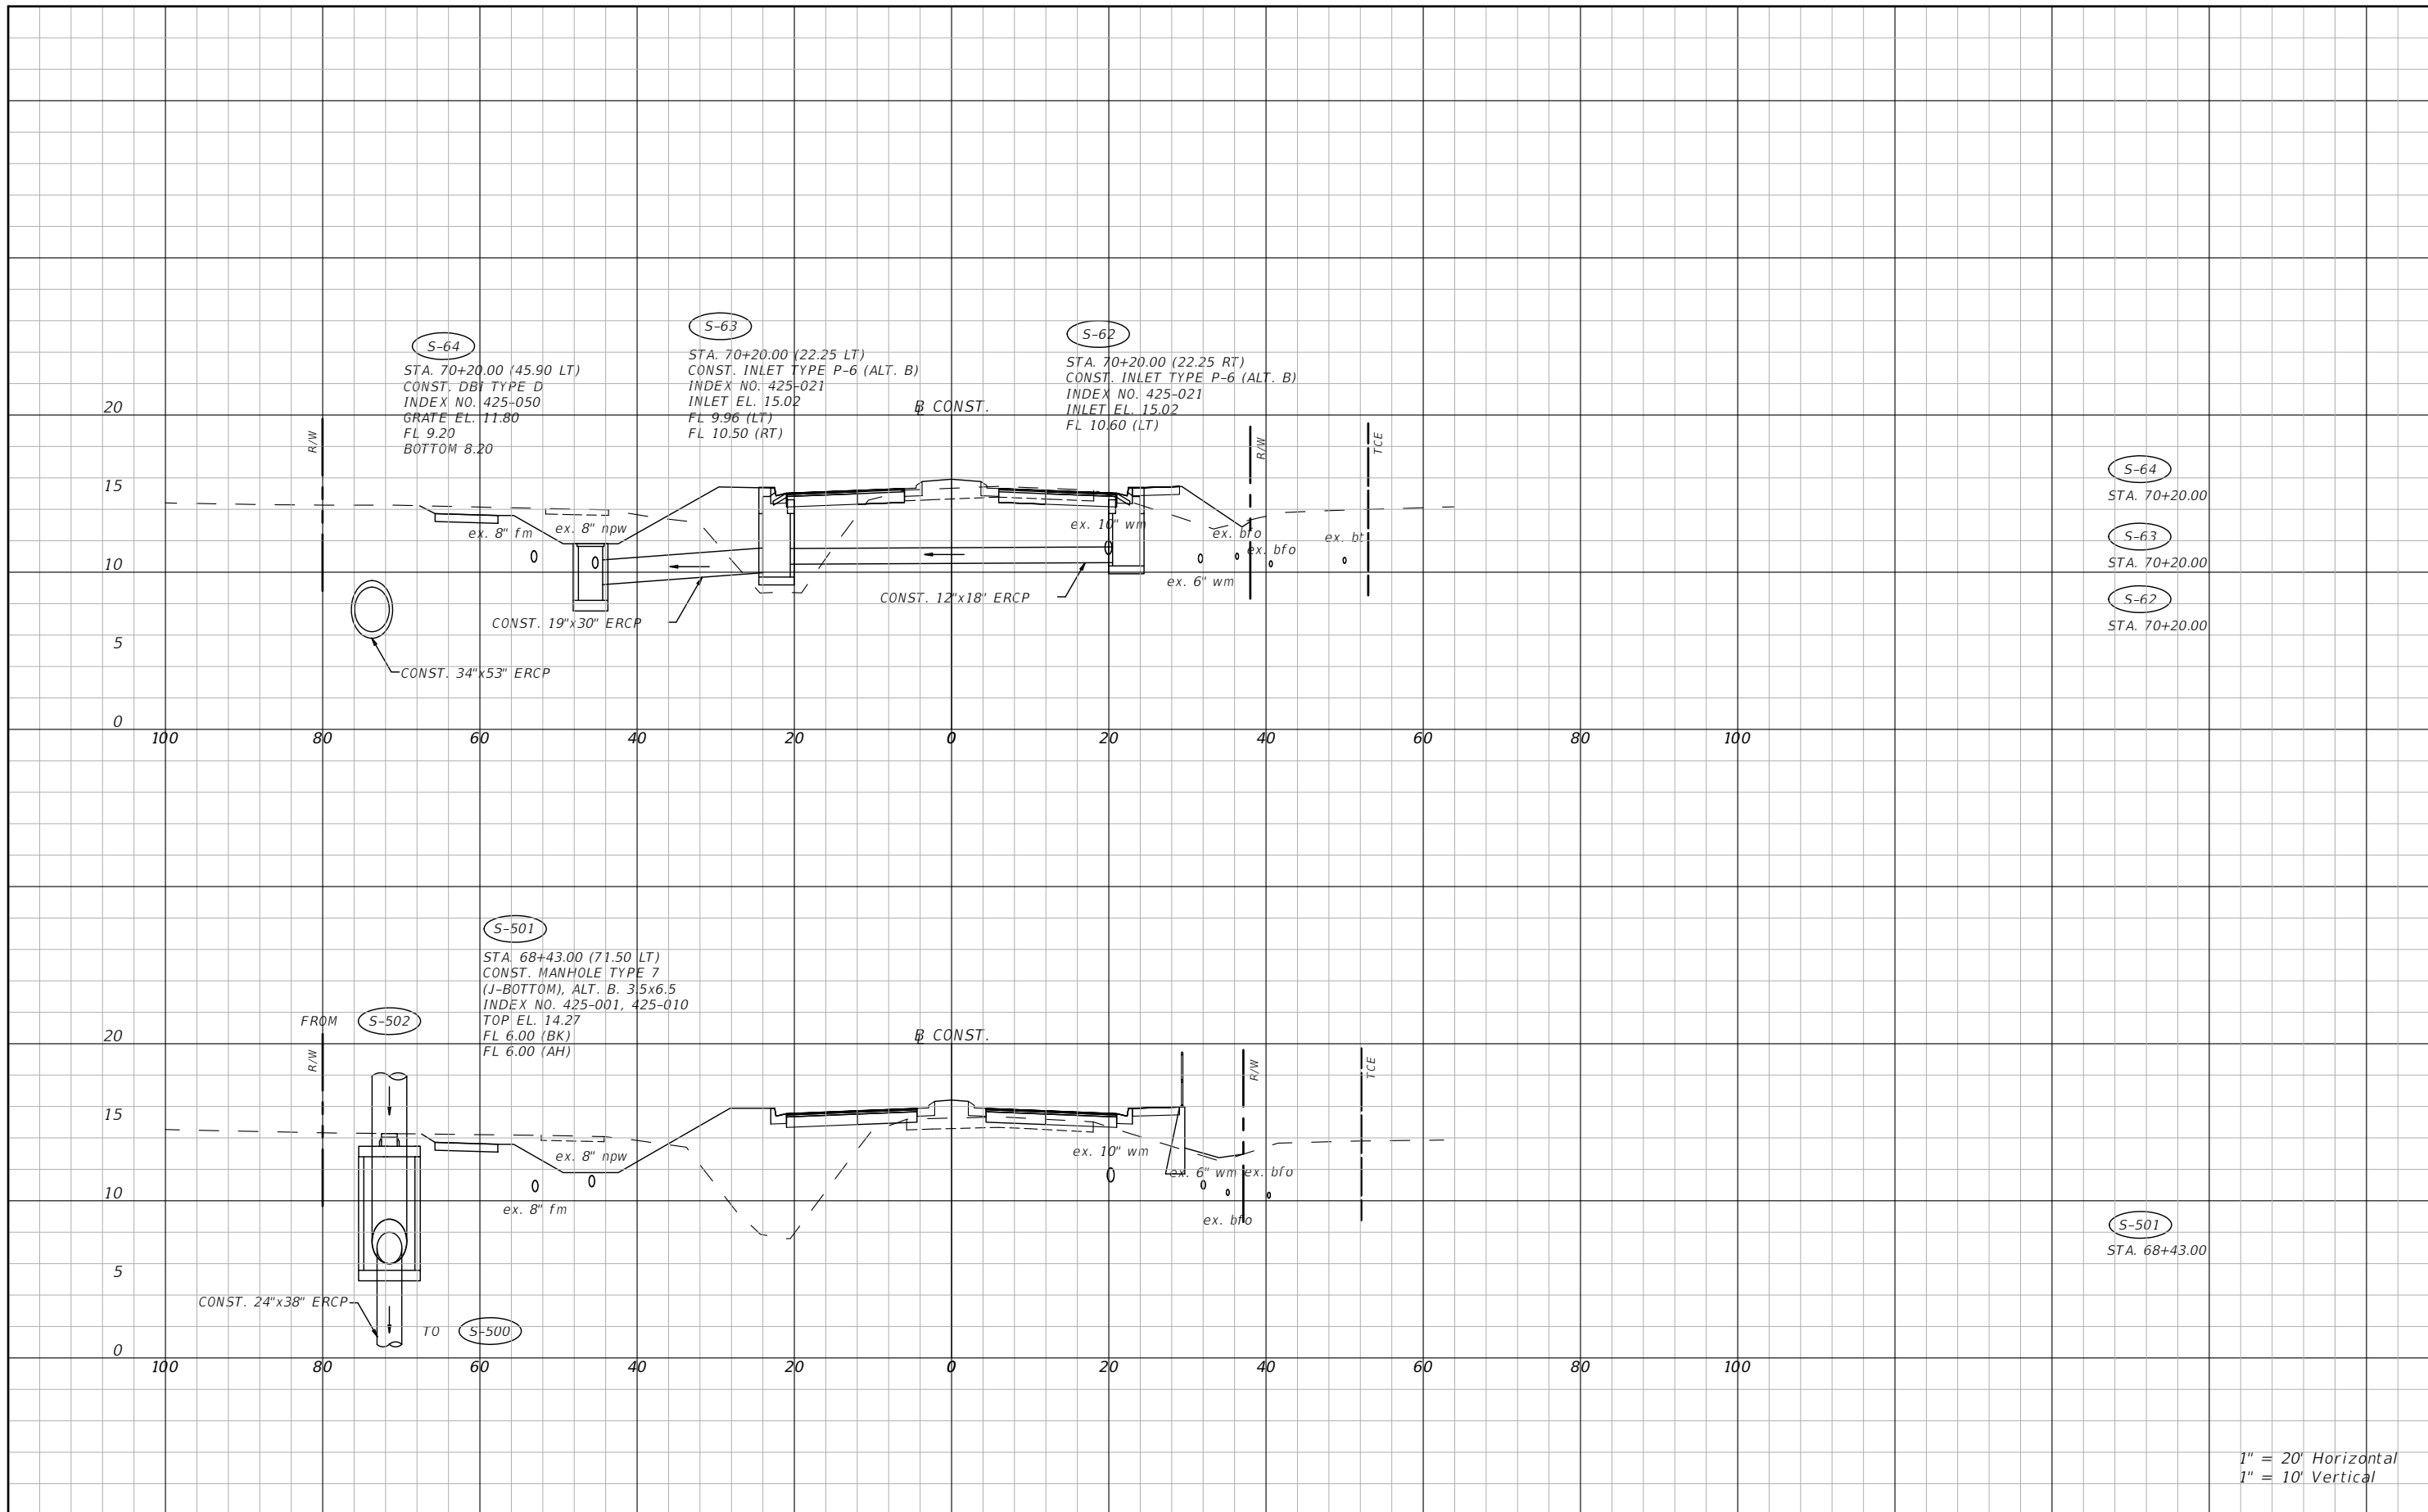 S-64
STA. 70+20.00 (45.90 LT)
CONST. DBI TYPE D
INDEX NO. 425-050
GRATE EL. 11.80
FL 9.20
BOTTOM 8.20
S-63
STA. 70+20.00 (22.25 LT)
CONST. INLET TYPE P-6 (ALT. B)
INDEX NO. 425-021
INLET EL. 15.02
FL 9.96 (LT)
FL 10.50 (RT)
S-62
STA. 70+20.00 (22.25 RT)
CONST. INLET TYPE P-6 (ALT. B)
INDEX NO. 425-021
INLET EL. 15.02
FL 10.60 (LT)
B CONST.
20
15
10
5
0
R/W
R/W
TCE
ex. 8" fm
ex. 8" npw
ex. 10" wm
ex. bfo
ex. bfo
ex. bt
ex. 6" wm
CONST. 12"x18" ERCP
CONST. 19"x30" ERCP
CONST. 34"x53" ERCP
S-64
STA. 70+20.00
S-63
STA. 70+20.00
S-62
STA. 70+20.00
100 80 60 40 20 0 20 40 60 80 100
S-501
STA. 68+43.00 (71.50 LT)
CONST. MANHOLE TYPE 7
(J-BOTTOM), ALT. B. 3.5x6.5
INDEX NO. 425-001, 425-010
TOP EL. 14.27
FL 6.00 (BK)
FL 6.00 (AH)
FROM S-502
B CONST.
20
15
10
5
0
R/W
R/W
TCE
ex. 8" npw
ex. 8" fm
ex. 10" wm
ex. 6" wm
ex. bfo
ex. bfo
CONST. 24"x38" ERCP
TO S-500
S-501
STA. 68+43.00
100 80 60 40 20 0 20 40 60 80 100
1" = 20' Horizontal
1" = 10' Vertical